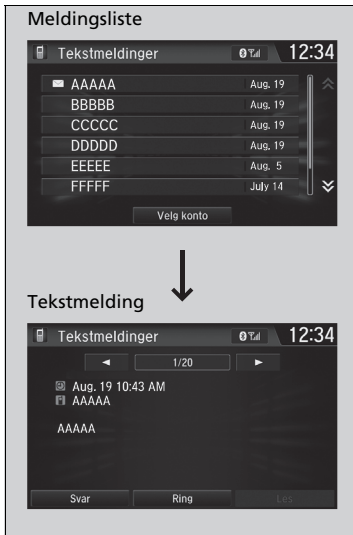 Meldingsliste
Tekstmeldinger 12:34
AAAAA Aug. 19
BBBBB Aug. 19
CCCCC Aug. 19
DDDDD Aug. 19
EEEEE Aug. 5
FFFFF July 14
Velg konto
Tekstmelding
Tekstmeldinger 12:34
◄ 1/20 ►
Aug. 19 10:43 AM
AAAAA
AAAAA
Svar Ring Les